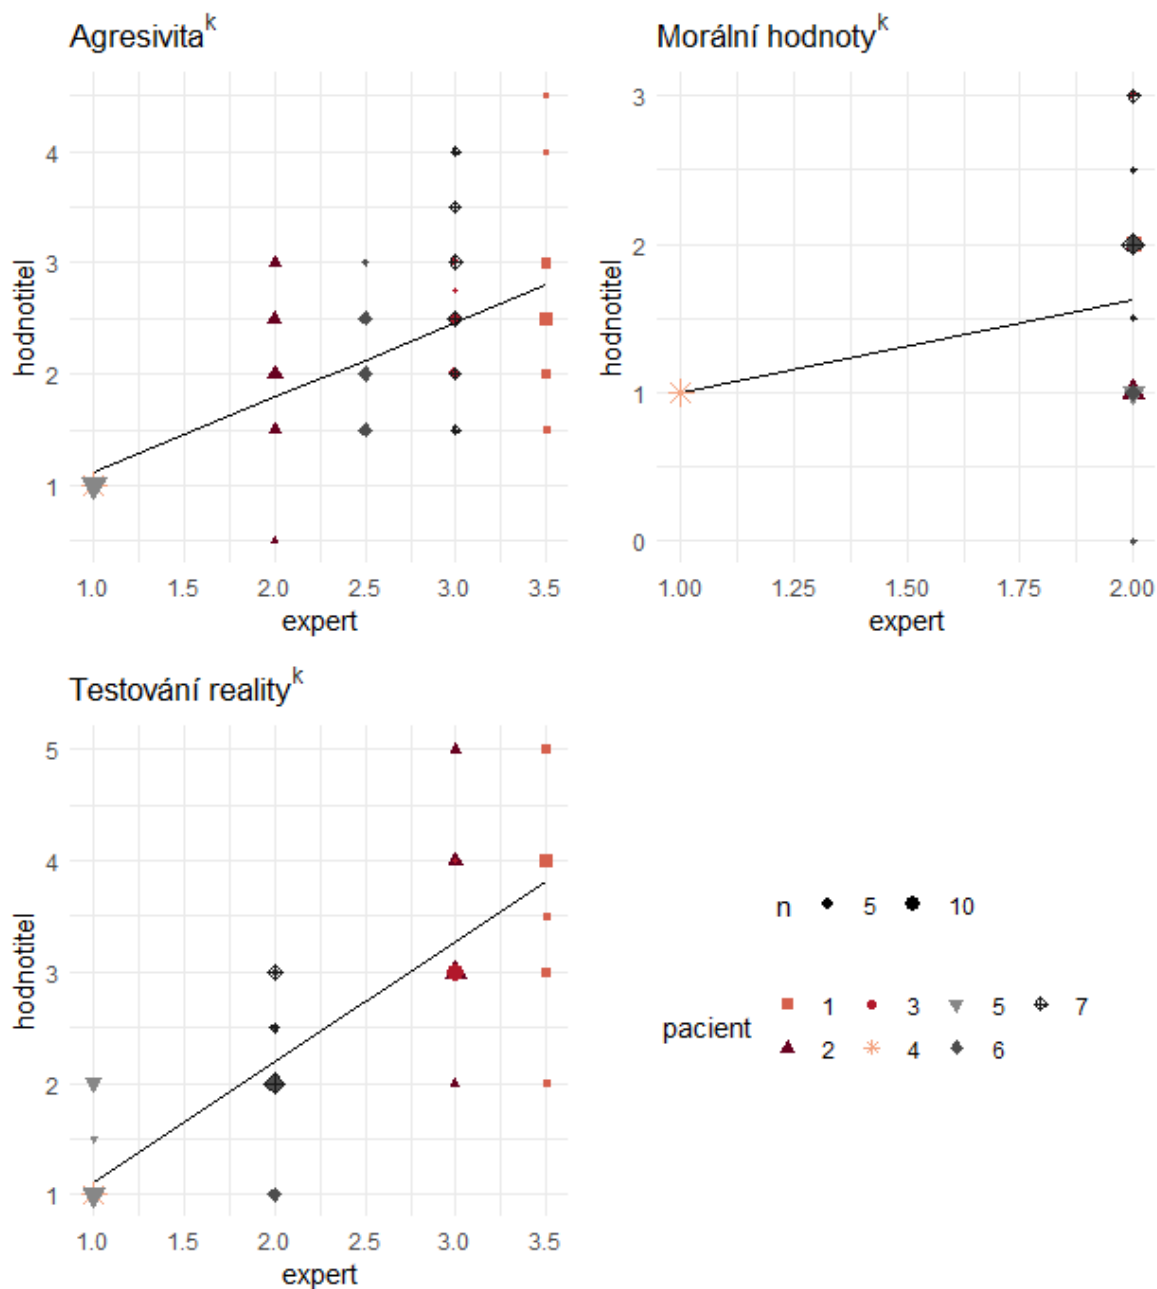 Agresivita^k
4
3
2
1
hodnotitel
1.0 1.5 2.0 2.5 3.0 3.5
expert
Morální hodnoty^k
3
2
1
0
hodnotitel
1.00 1.25 1.50 1.75 2.00
expert
Testování reality^k
5
4
3
2
1
hodnotitel
1.0 1.5 2.0 2.5 3.0 3.5
expert
n 5 10
pacient
1 3 5 7
2 4 6